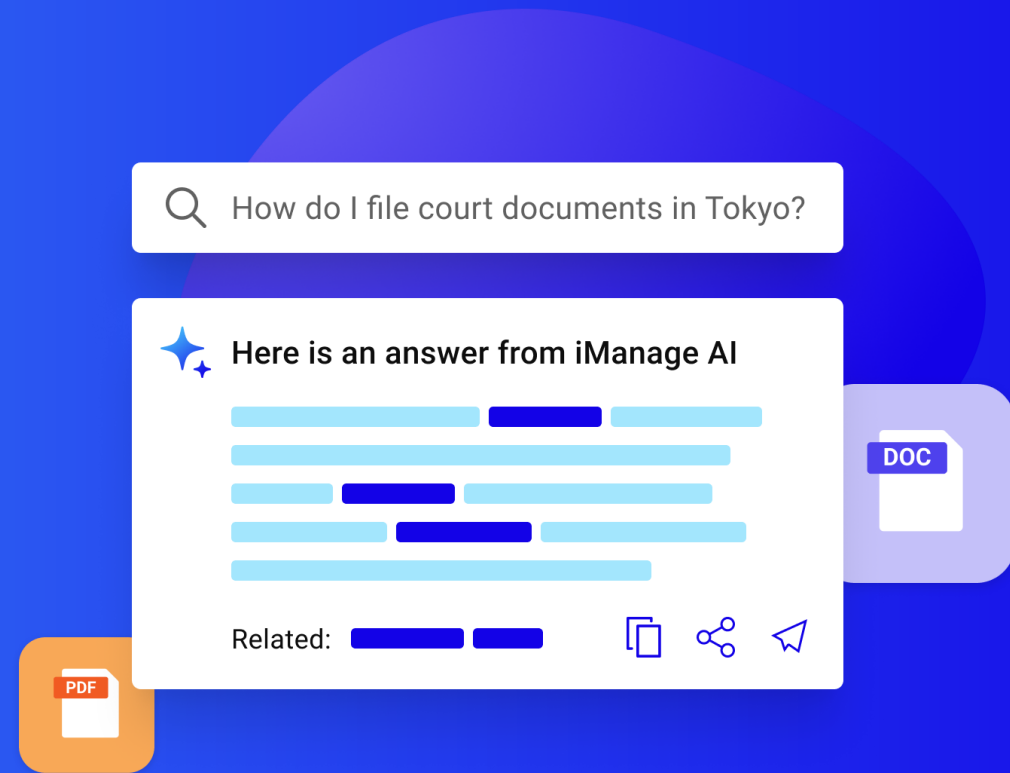 How do I file court documents in Tokyo?
Here is an answer from iManage AI
DOC
Related:
PDF